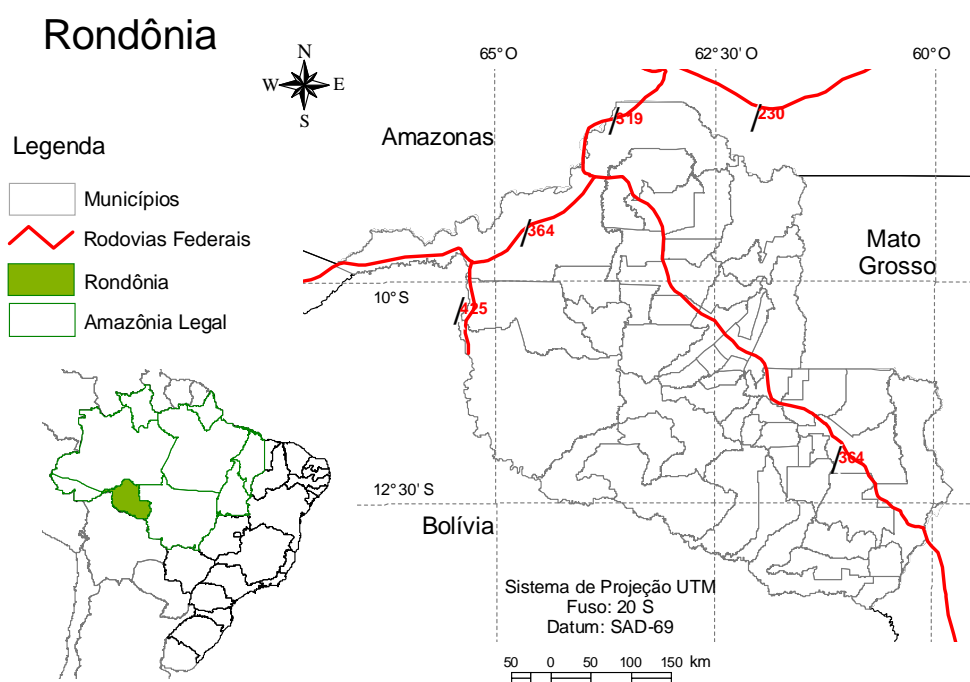 Rondônia
N
W
E
S
Legenda
Municípios
Rodovias Federais
Rondônia
Amazônia Legal
65° O
62° 30' O
60° O
Amazonas
319
230
364
Mato
Grosso
10° S
425
364
12° 30' S
Bolívia
Sistema de Projeção UTM
Fuso: 20 S
Datum: SAD-69
50 0 50 100 150 km